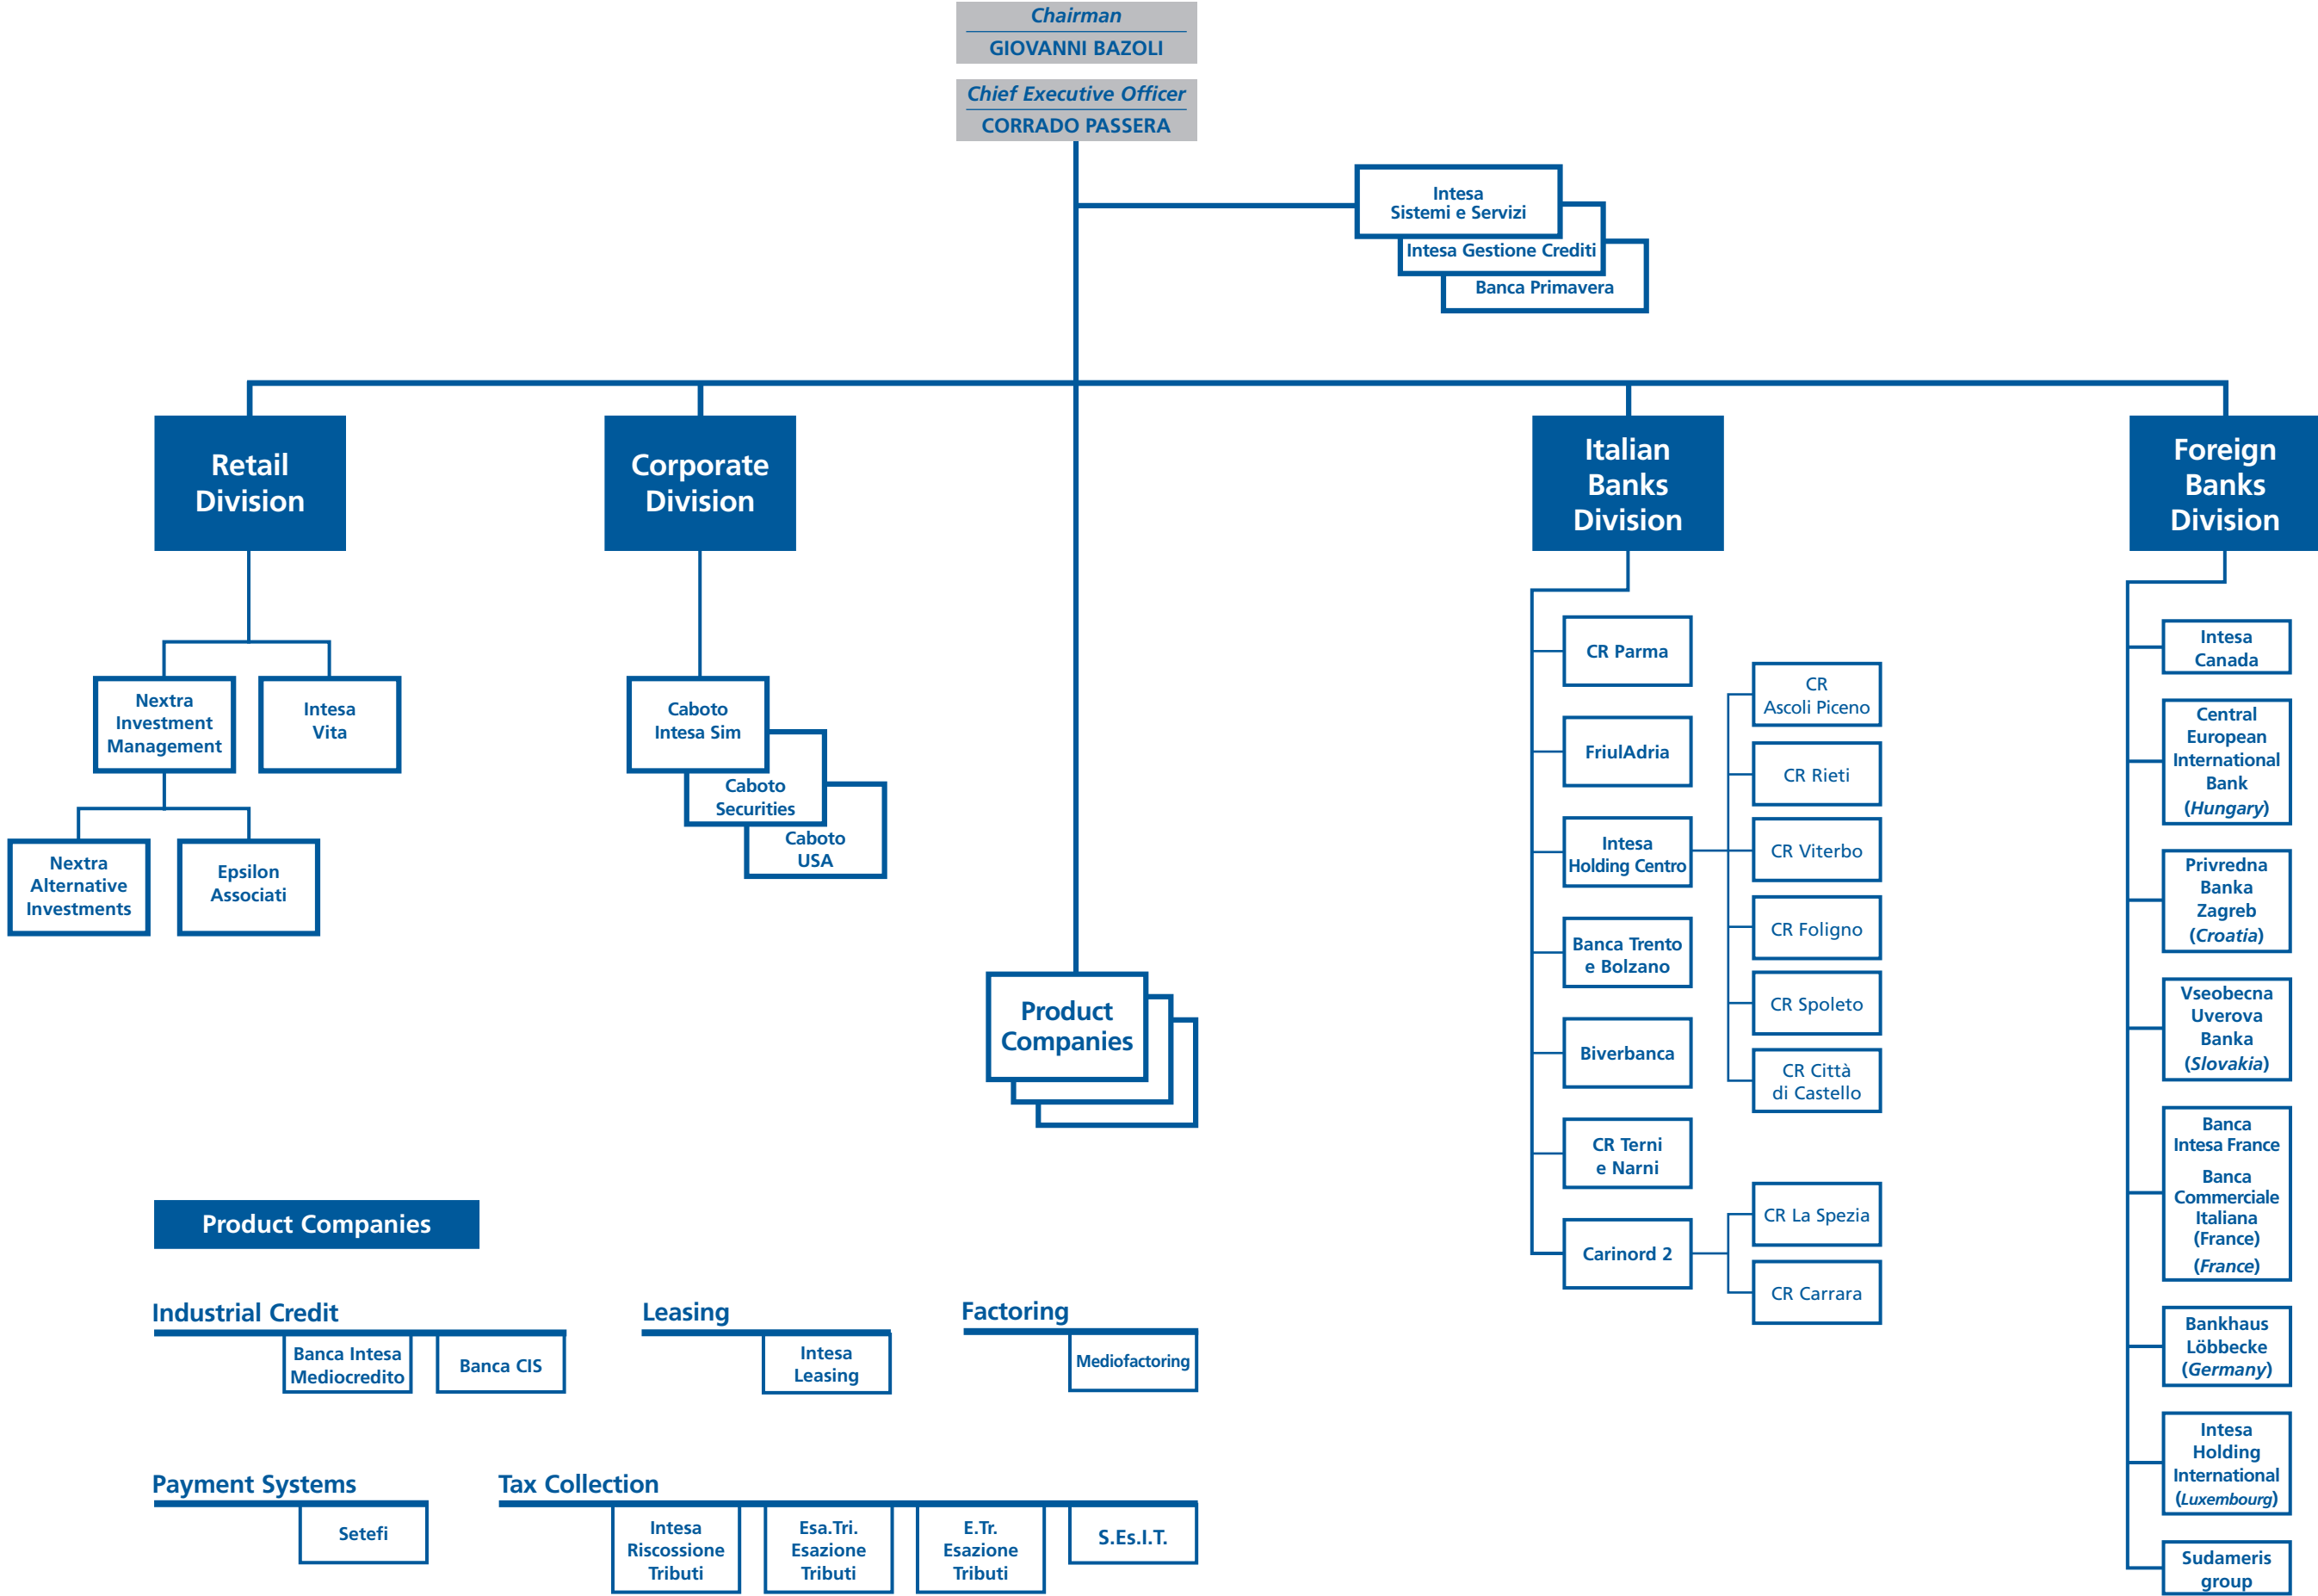 Chairman
GIOVANNI BAZOLI
Chief Executive Officer
CORRADO PASSERA
Intesa
Sistemi e Servizi
Intesa Gestione Crediti
Banca Primavera
Retail
Division
Corporate
Division
Italian
Banks
Division
Foreign
Banks
Division
Nextra
Investment
Management
Intesa
Vita
Nextra
Alternative
Investments
Epsilon
Associati
Caboto
Intesa Sim
Caboto
Securities
Caboto
USA
Product
Companies
CR Parma
FriulAdria
Intesa
Holding Centro
Banca Trento
e Bolzano
Biverbanca
CR Terni
e Narni
Carinord 2
CR
Ascoli Piceno
CR Rieti
CR Viterbo
CR Foligno
CR Spoleto
CR Città
di Castello
CR La Spezia
CR Carrara
Intesa
Canada
Central
European
International
Bank
(Hungary)
Privredna
Banka
Zagreb
(Croatia)
Vseobecna
Uverova
Banka
(Slovakia)
Banca
Intesa France
Banca
Commerciale
Italiana
(France)
(France)
Bankhaus
Löbbecke
(Germany)
Intesa
Holding
International
(Luxembourg)
Sudameris
group
Product Companies
Industrial Credit
Banca Intesa
Mediocredito
Banca CIS
Leasing
Intesa
Leasing
Factoring
Mediofactoring
Payment Systems
Setefi
Tax Collection
Intesa
Riscossione
Tributi
Esa.Tri.
Esazione
Tributi
E.Tr.
Esazione
Tributi
S.Es.I.T.